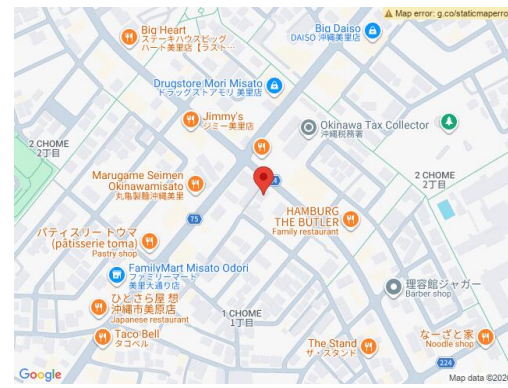 Map error: g.co/staticmaperro
Big Heart
ステーキハウスビッグ
ハート美里店【ラスト…
Big Daiso
DAISO 沖縄美里店
Drugstore Mori Misato
ドラッグストアモリ 美里店
Jimmy's
ジミー美里店
Okinawa Tax Collector
沖縄税務署
2 CHOME
2丁目
2 CHOME
2丁目
Marugame Seimen
Okinawamisato
丸亀製麺沖縄美里
75
HAMBURG
THE BUTLER
Family restaurant
パティスリー トウマ
(pâtisserie toma)
Pastry shop
FamilyMart Misato Odori
ファミリーマート
美里大通り店
理容館ジャガー
Barber shop
ひとさら屋 想
沖縄市美原店
Japanese restaurant
1 CHOME
1丁目
Taco Bell
タコベル
The Stand
ザ・スタンド
なーざと家
Noodle shop
224
Google
Map data ©2026